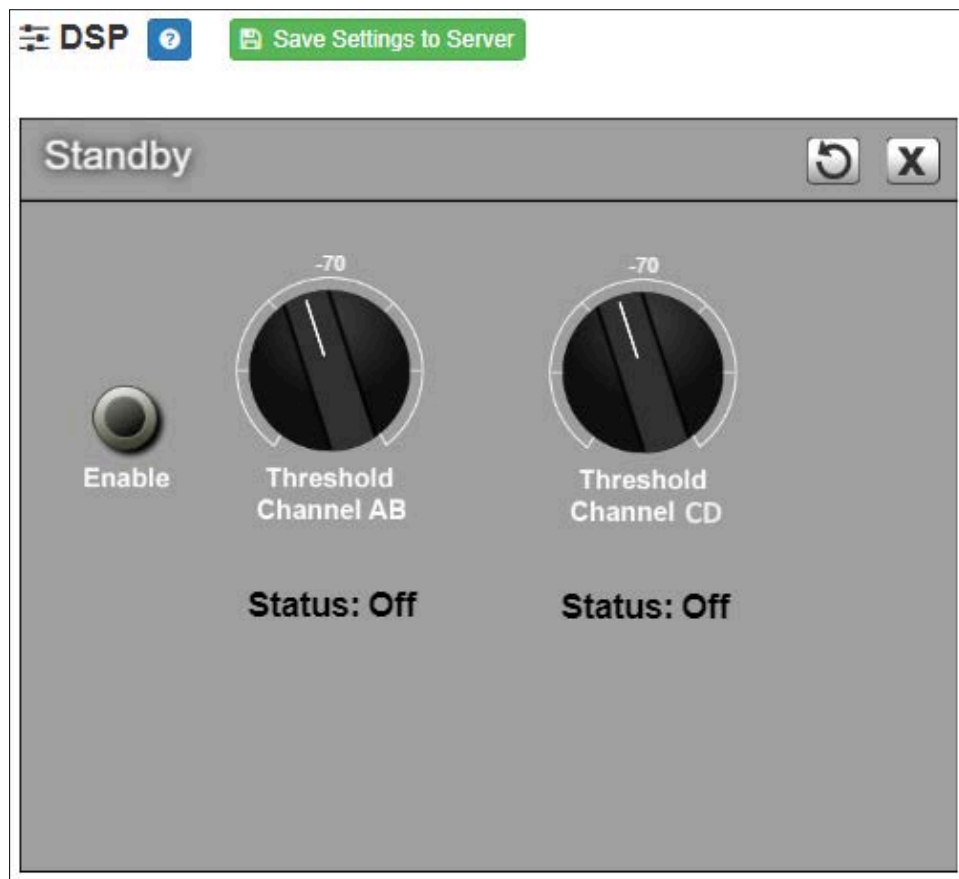 DSP
Save Settings to Server
Standby
X
-70
-70
Enable
Threshold
Channel AB
Threshold
Channel CD
Status: Off
Status: Off